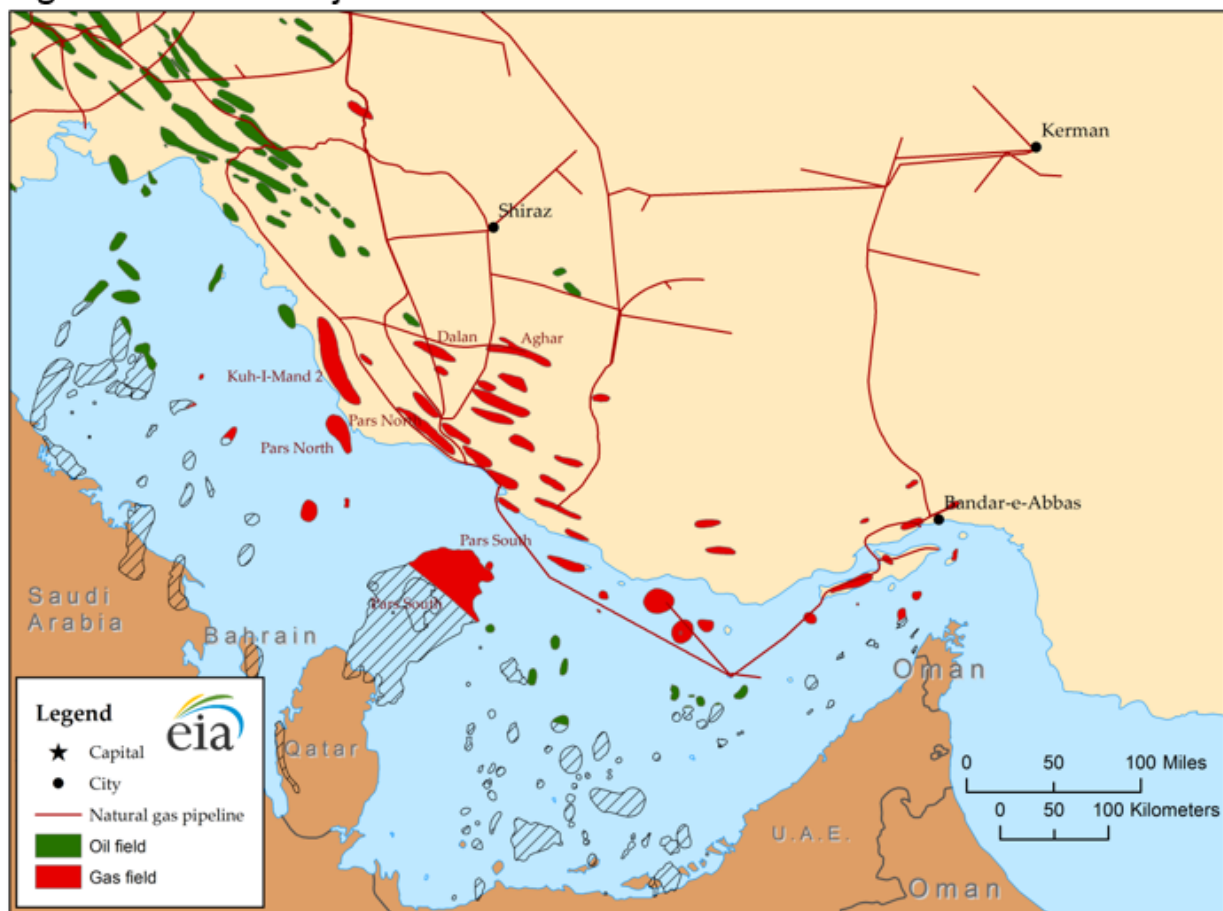 Kerman
Shiraz
Dalan
Aghar
Kuh-I-Mand 2
Pars North
Pars North
Bandar-e-Abbas
Pars South
Pars South
Saudi
Arabia
Bahrain
Oman
Qatar
U.A.E.
Oman
Legend
eia
Capital
City
Natural gas pipeline
Oil field
Gas field
0 50 100 Miles
0 50 100 Kilometers